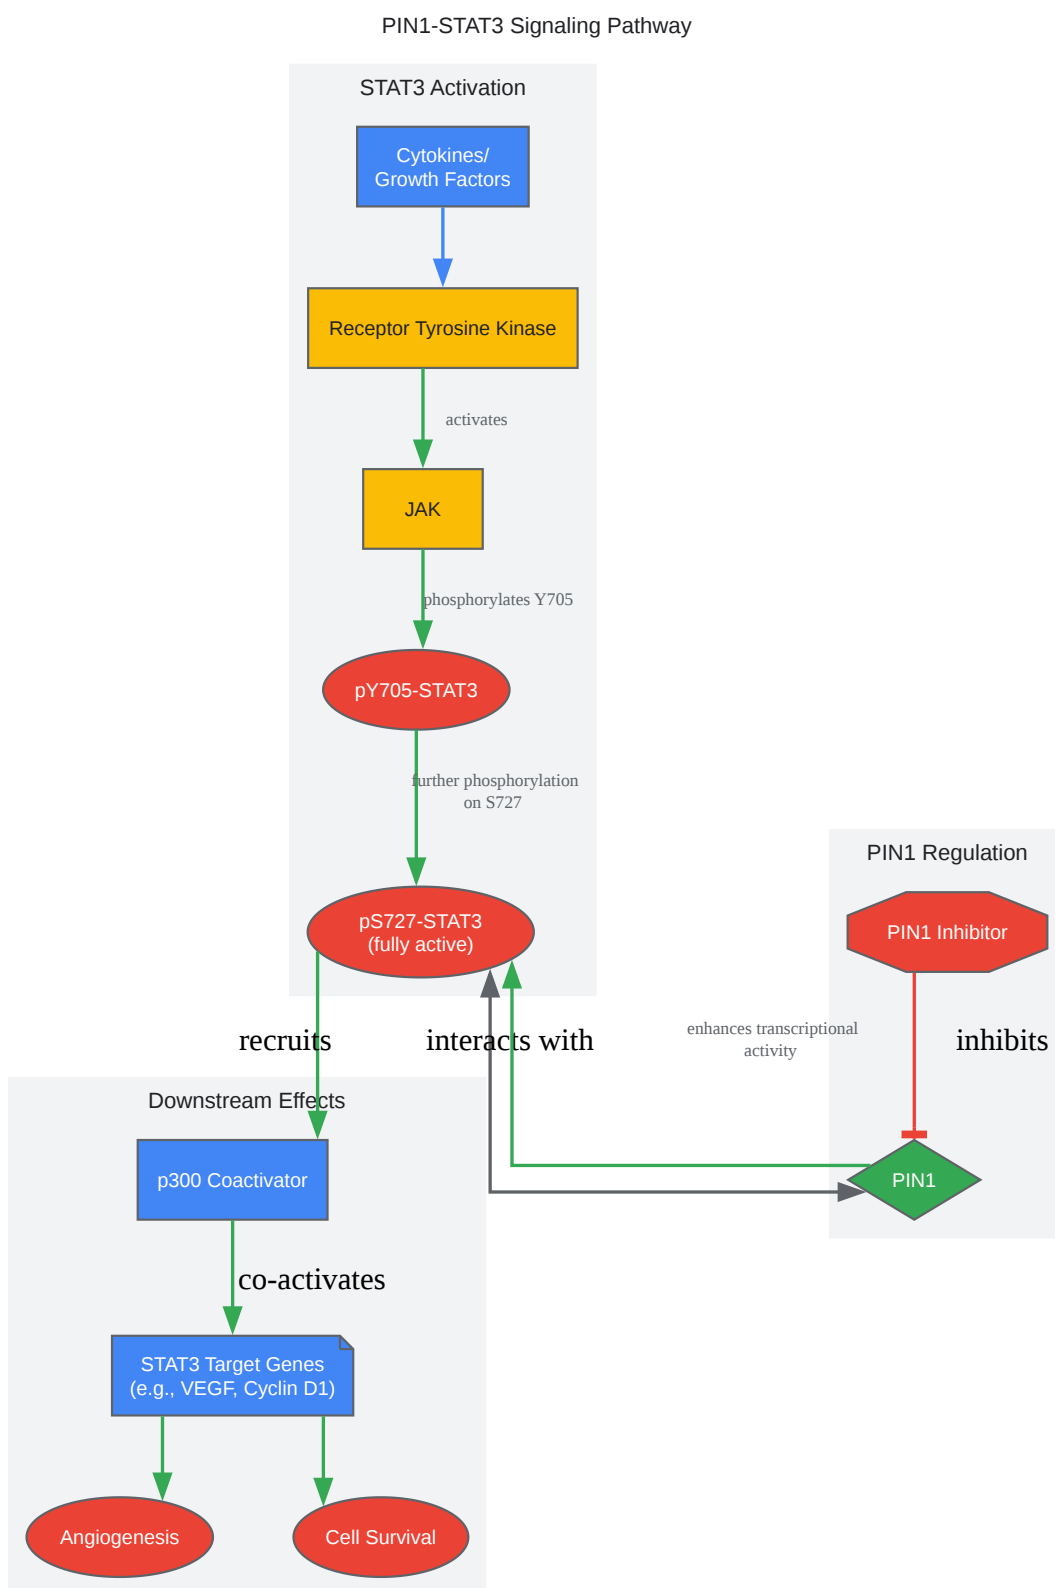 PIN1-STAT3 Signaling Pathway
STAT3 Activation
Cytokines/
Growth Factors
Receptor Tyrosine Kinase
activates
JAK
phosphorylates Y705
pY705-STAT3
further phosphorylation
on S727
pS727-STAT3
(fully active)
PIN1 Regulation
PIN1 Inhibitor
recruits
interacts with
enhances transcriptional
activity
inhibits
PIN1
Downstream Effects
p300 Coactivator
co-activates
STAT3 Target Genes
(e.g., VEGF, Cyclin D1)
Angiogenesis
Cell Survival